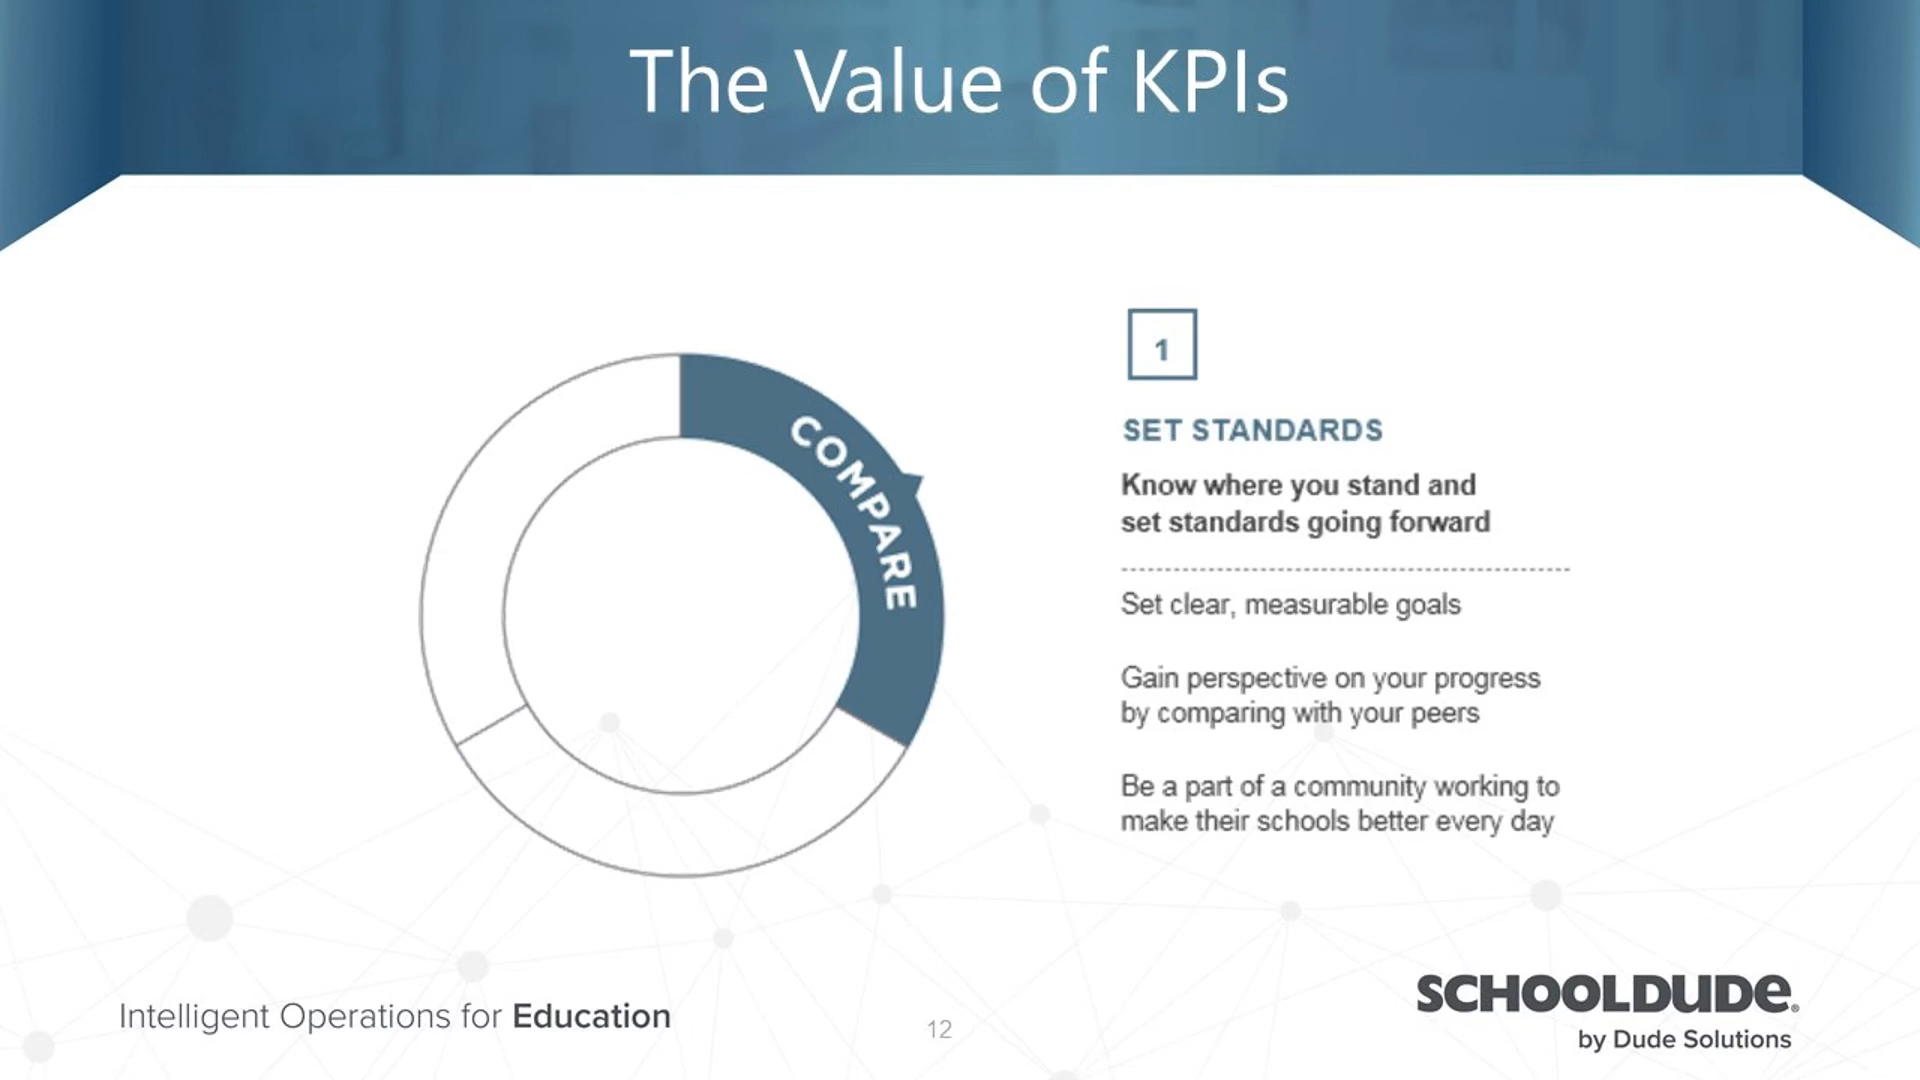 The Value of KPIs
COMPARE
1
SET STANDARDS
Know where you stand and
set standards going forward
Set clear, measurable goals
Gain perspective on your progress
by comparing with your peers
Be a part of a community working to
make their schools better every day
Intelligent Operations for Education
12
SCHOOLDUDE®
by Dude Solutions